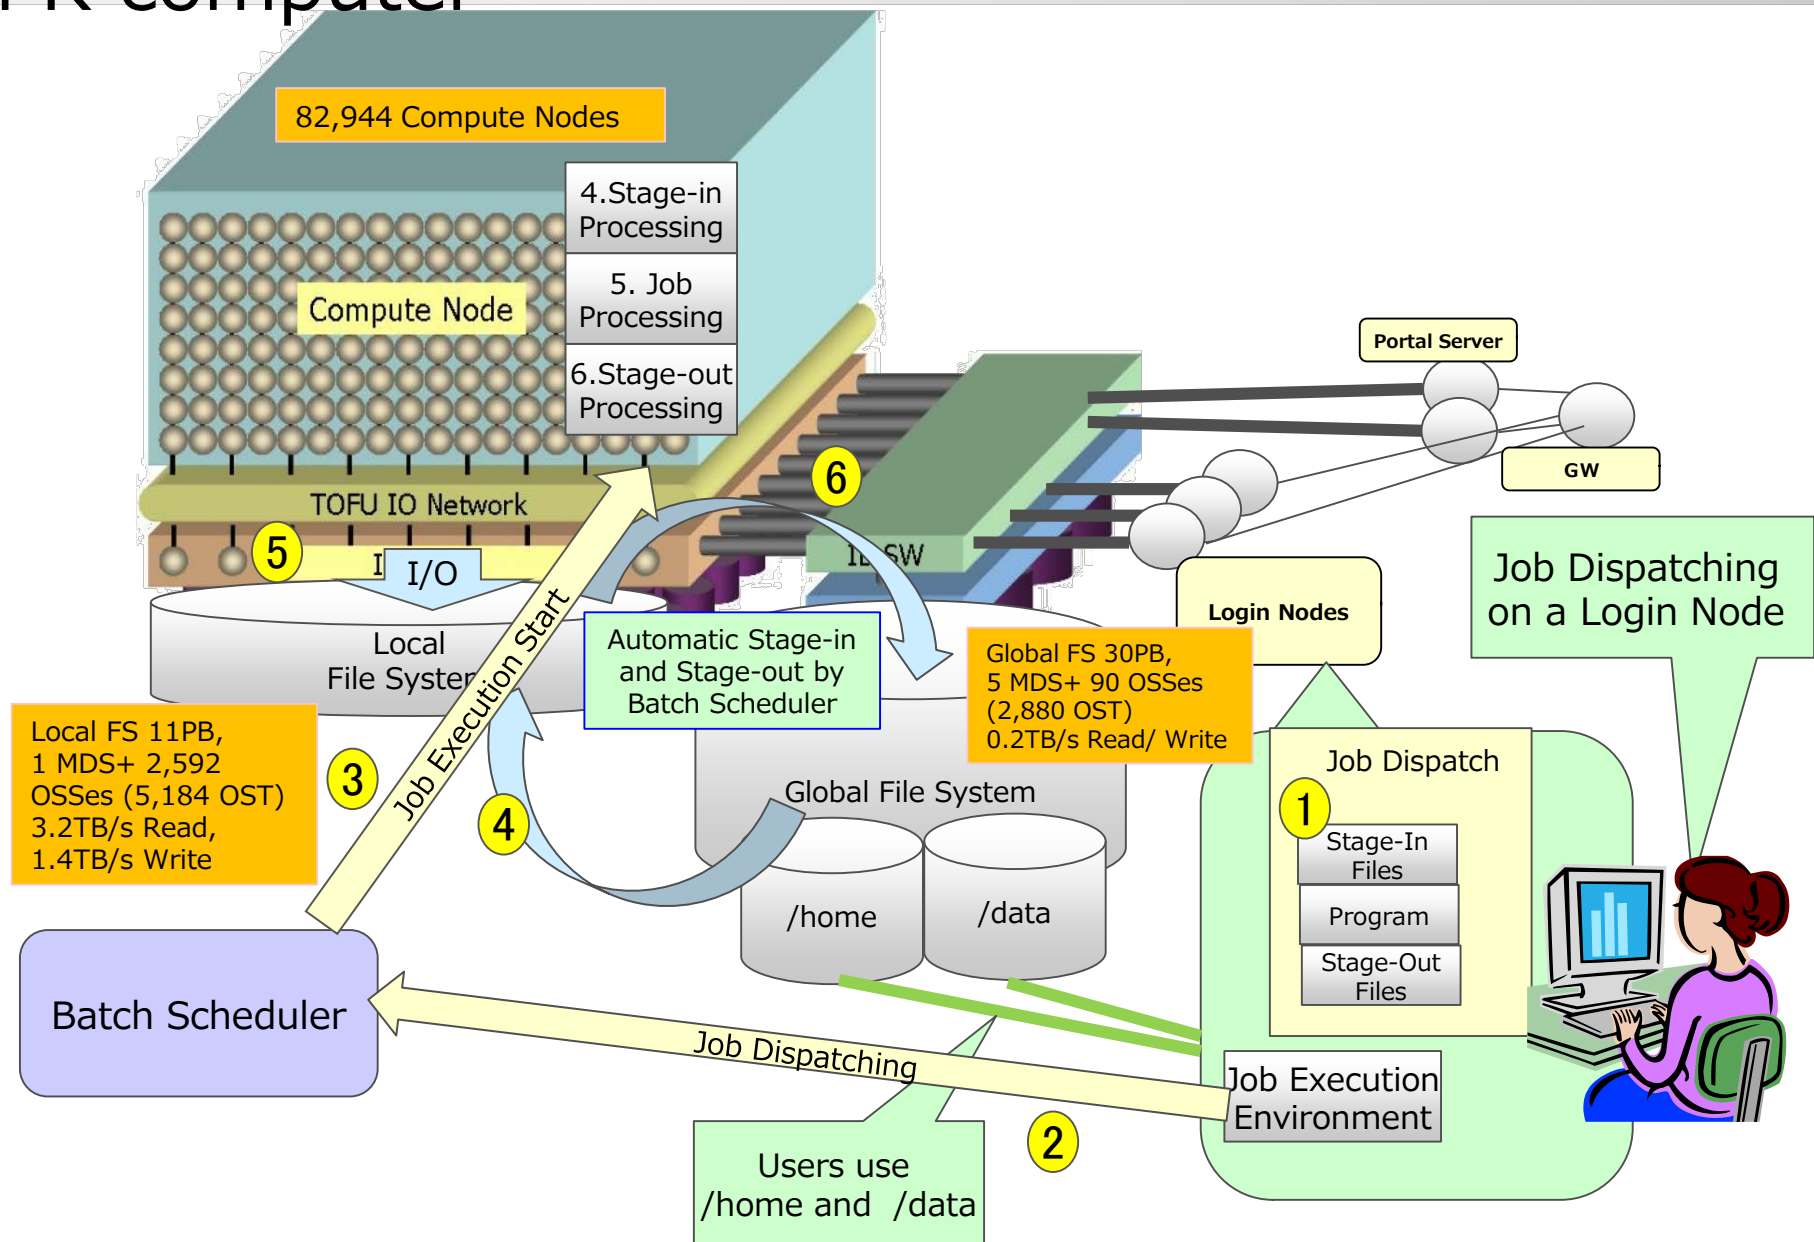 K computer
82,944 Compute Nodes
4.Stage-in
Processing
5. Job
Processing
6.Stage-out
Processing
Compute Node
TOFU IO Network
5
I/O
6
IB SW
Portal Server
GW
Login Nodes
Job Dispatching
on a Login Node
Local
File System
Job Execution Start
Automatic Stage-in
and Stage-out by
Batch Scheduler
Global FS 30PB,
5 MDS+ 90 OSSes
(2,880 OST)
0.2TB/s Read/ Write
Local FS 11PB,
1 MDS+ 2,592
OSSes (5,184 OST)
3.2TB/s Read,
1.4TB/s Write
3
4
Global File System
/home
/data
Job Dispatch
1
Stage-In
Files
Program
Stage-Out
Files
Batch Scheduler
Job Dispatching
Job Execution
Environment
2
Users use
/home and /data